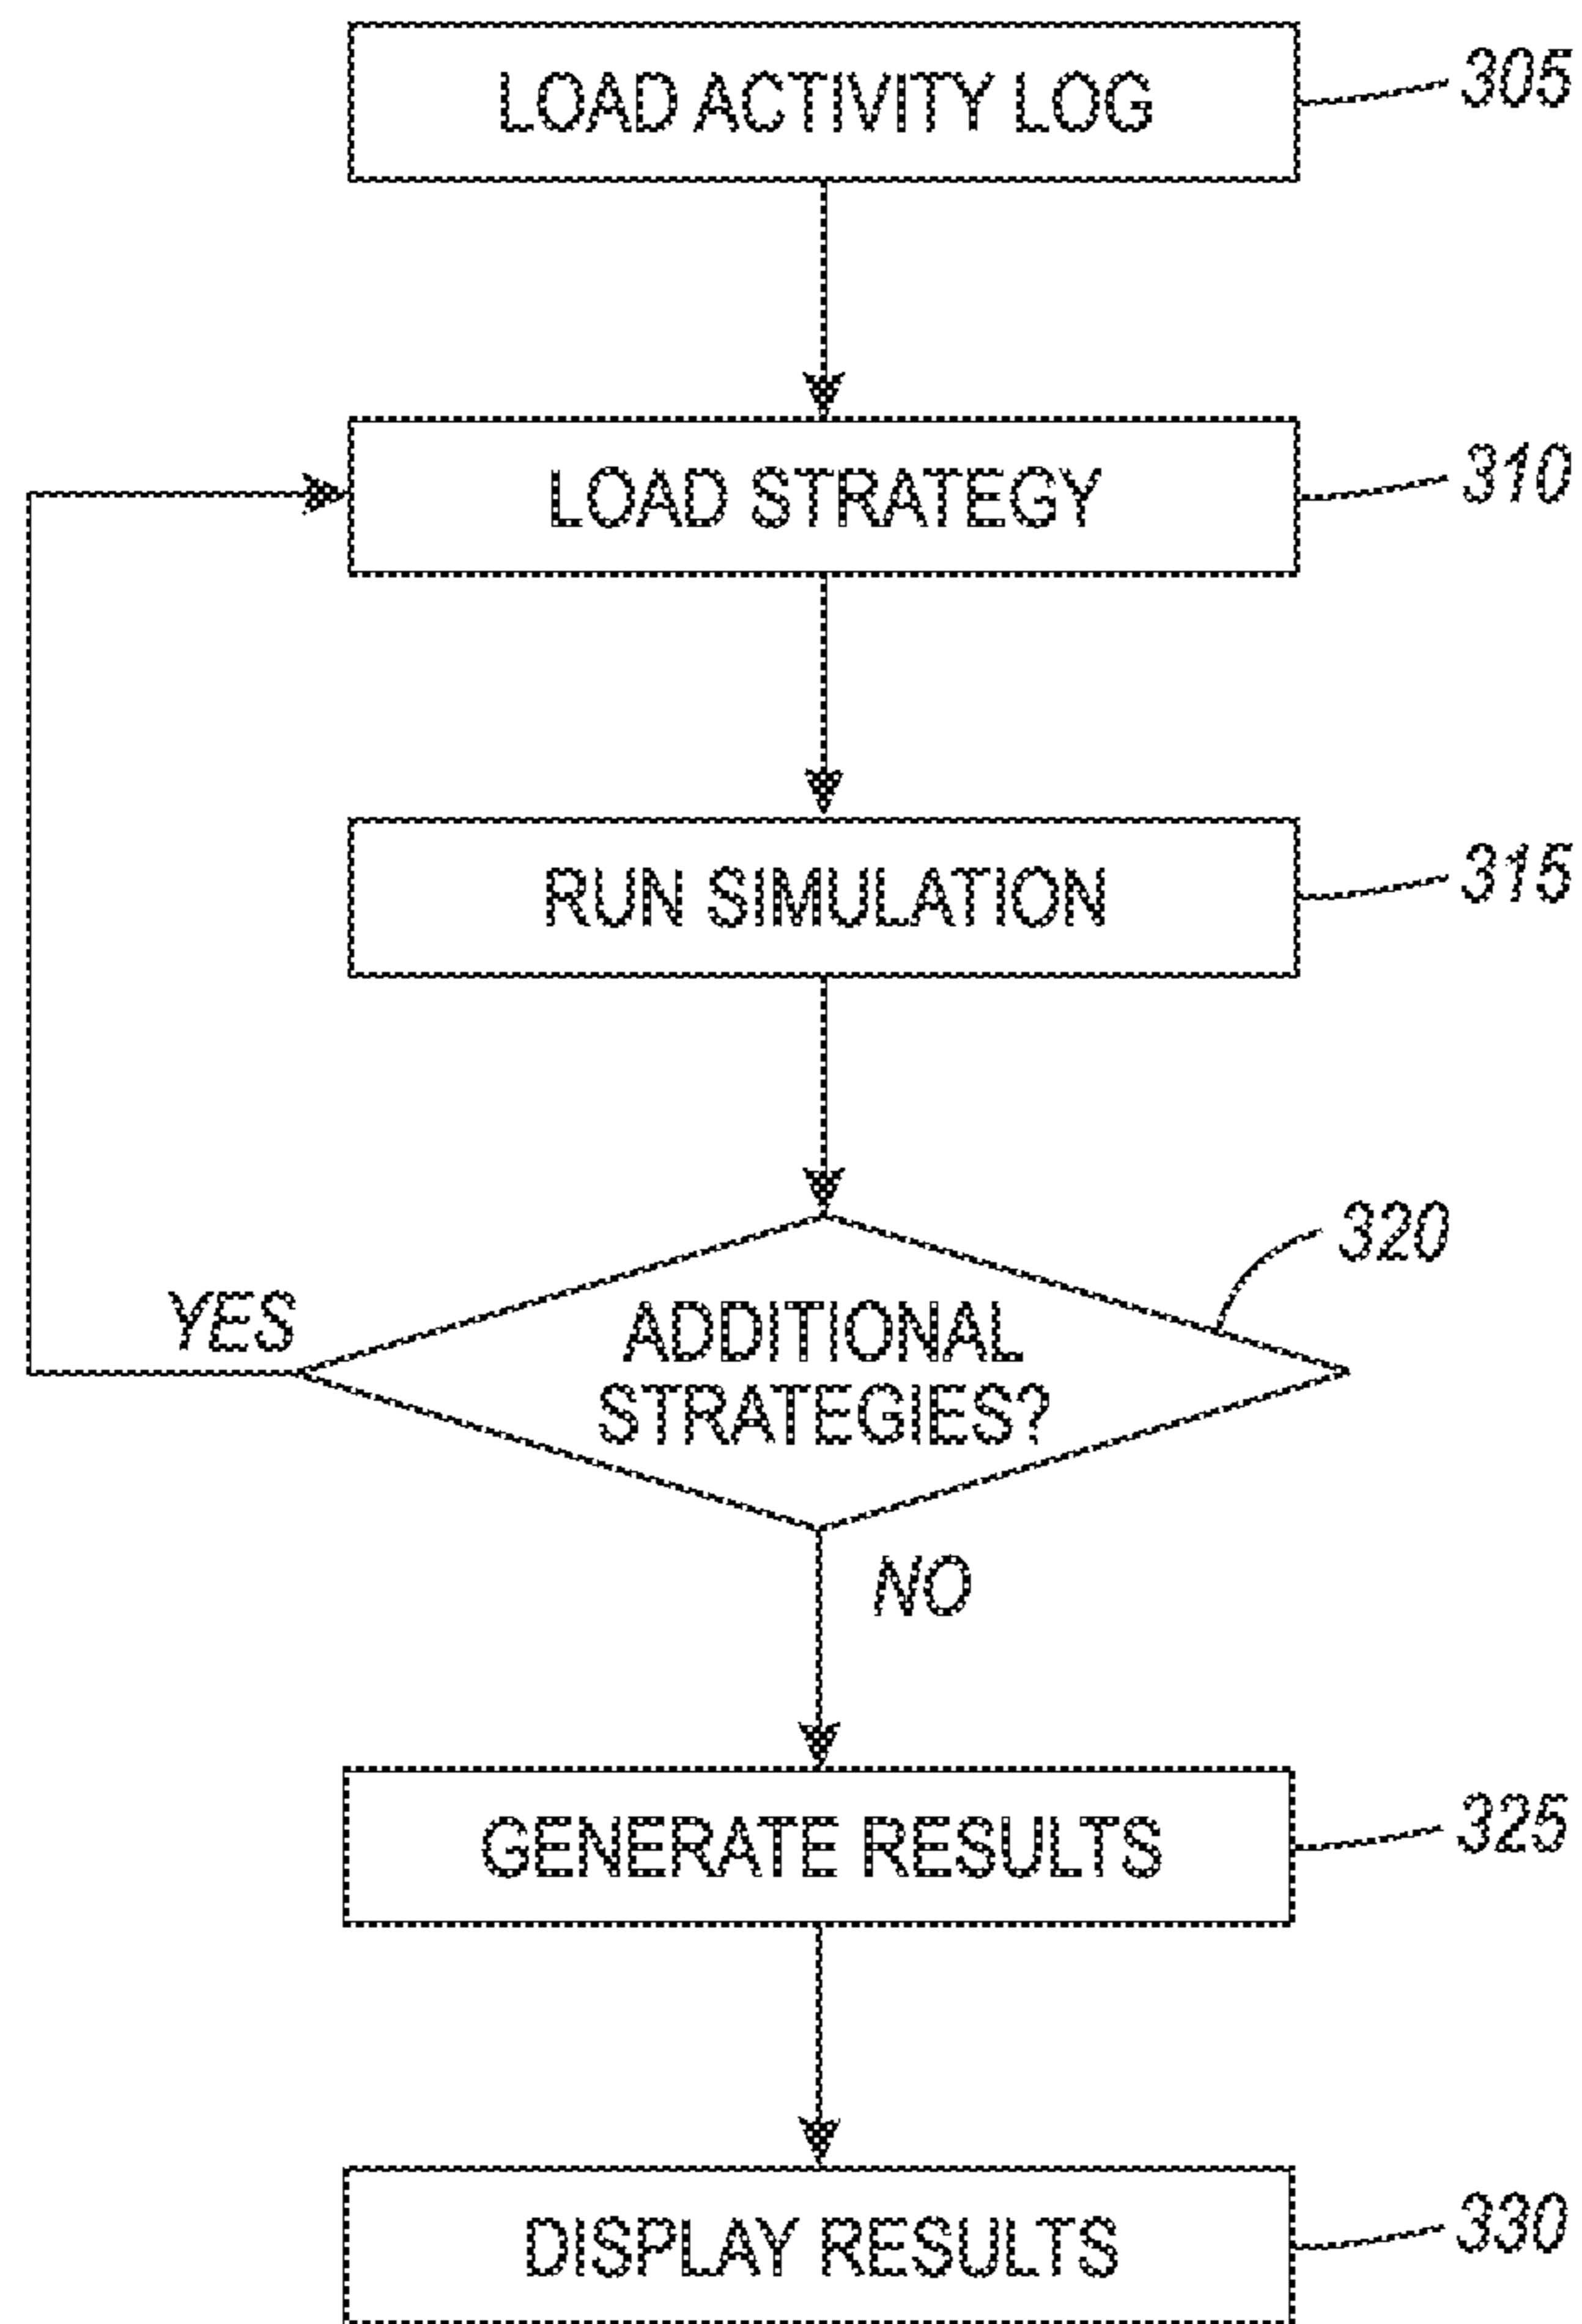 LOAD ACTIVITY LOG
305
LOAD STRATEGY
310
RUN SIMULATION
315
320
YES
ADDITIONAL
STRATEGIES?
NO
GENERATE RESULTS
325
DISPLAY RESULTS
330